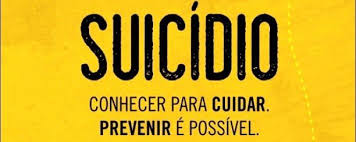 SUICÍDIO
CONHECER PARA CUIDAR.
PREVENIR É POSSÍVEL.